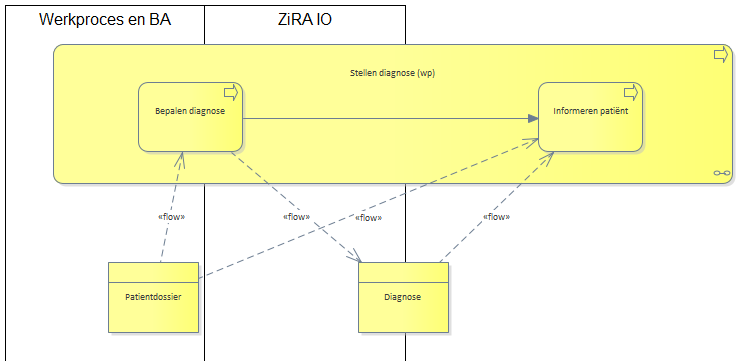 Werkproces en BA
ZiRA IO
Stellen diagnose (wp)
Bepalen diagnose
Informeren patiënt
«flow»
«flow»
«flow»
«flow»
Patientdossier
Diagnose